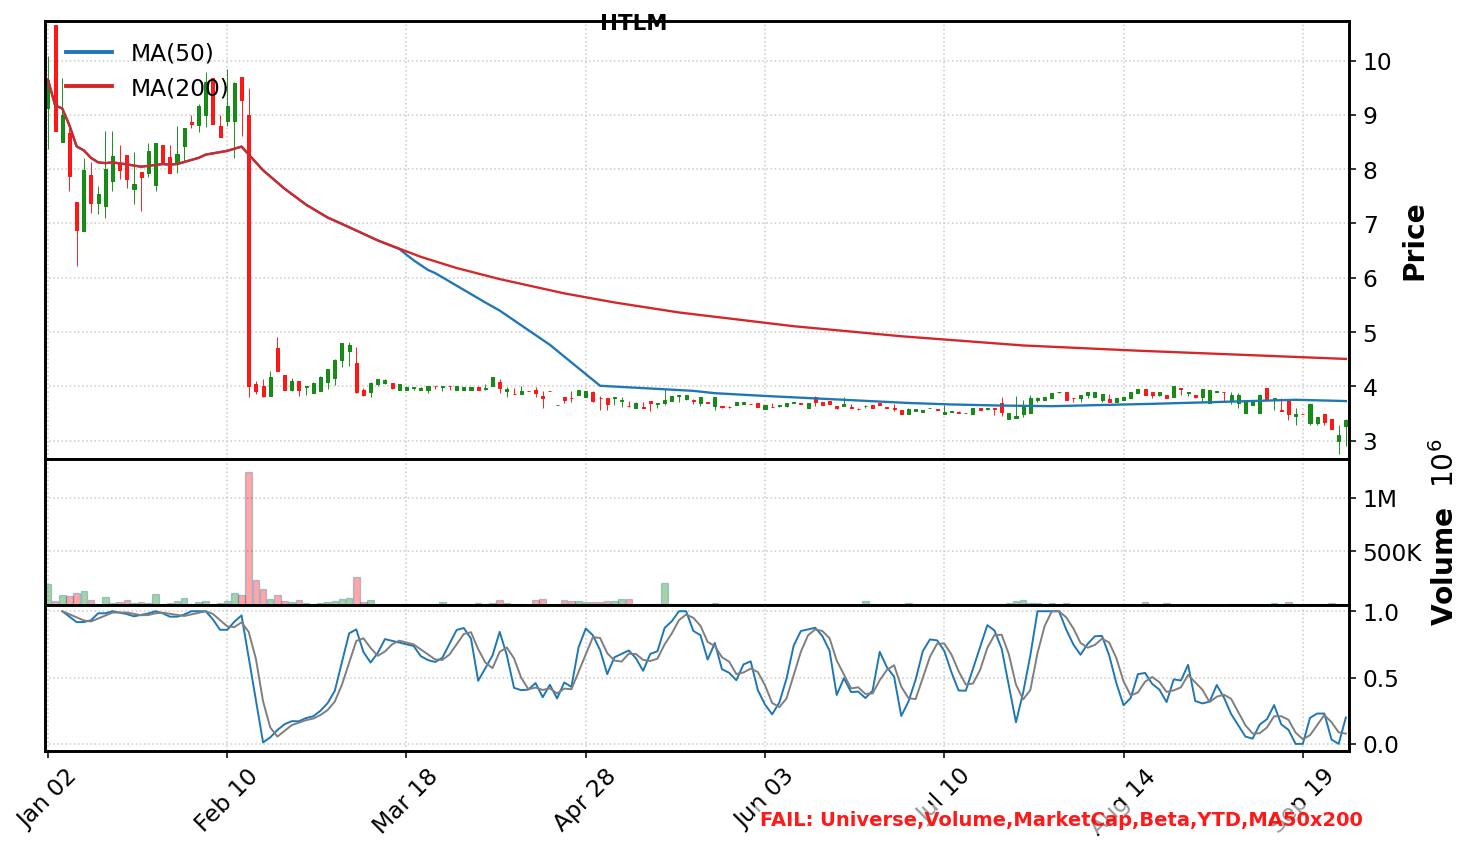 HTLM
MA(50)
MA(200)
10
9
8
7
6
5
4
3
Price
1M
500K
Volume 10^6
1.0
0.5
0.0
Jan 02
Feb 10
Mar 18
Apr 28
Jun 03
Jul 10
Aug 14
Sep 19
FAIL: Universe,Volume,MarketCap,Beta,YTD,MA50x200